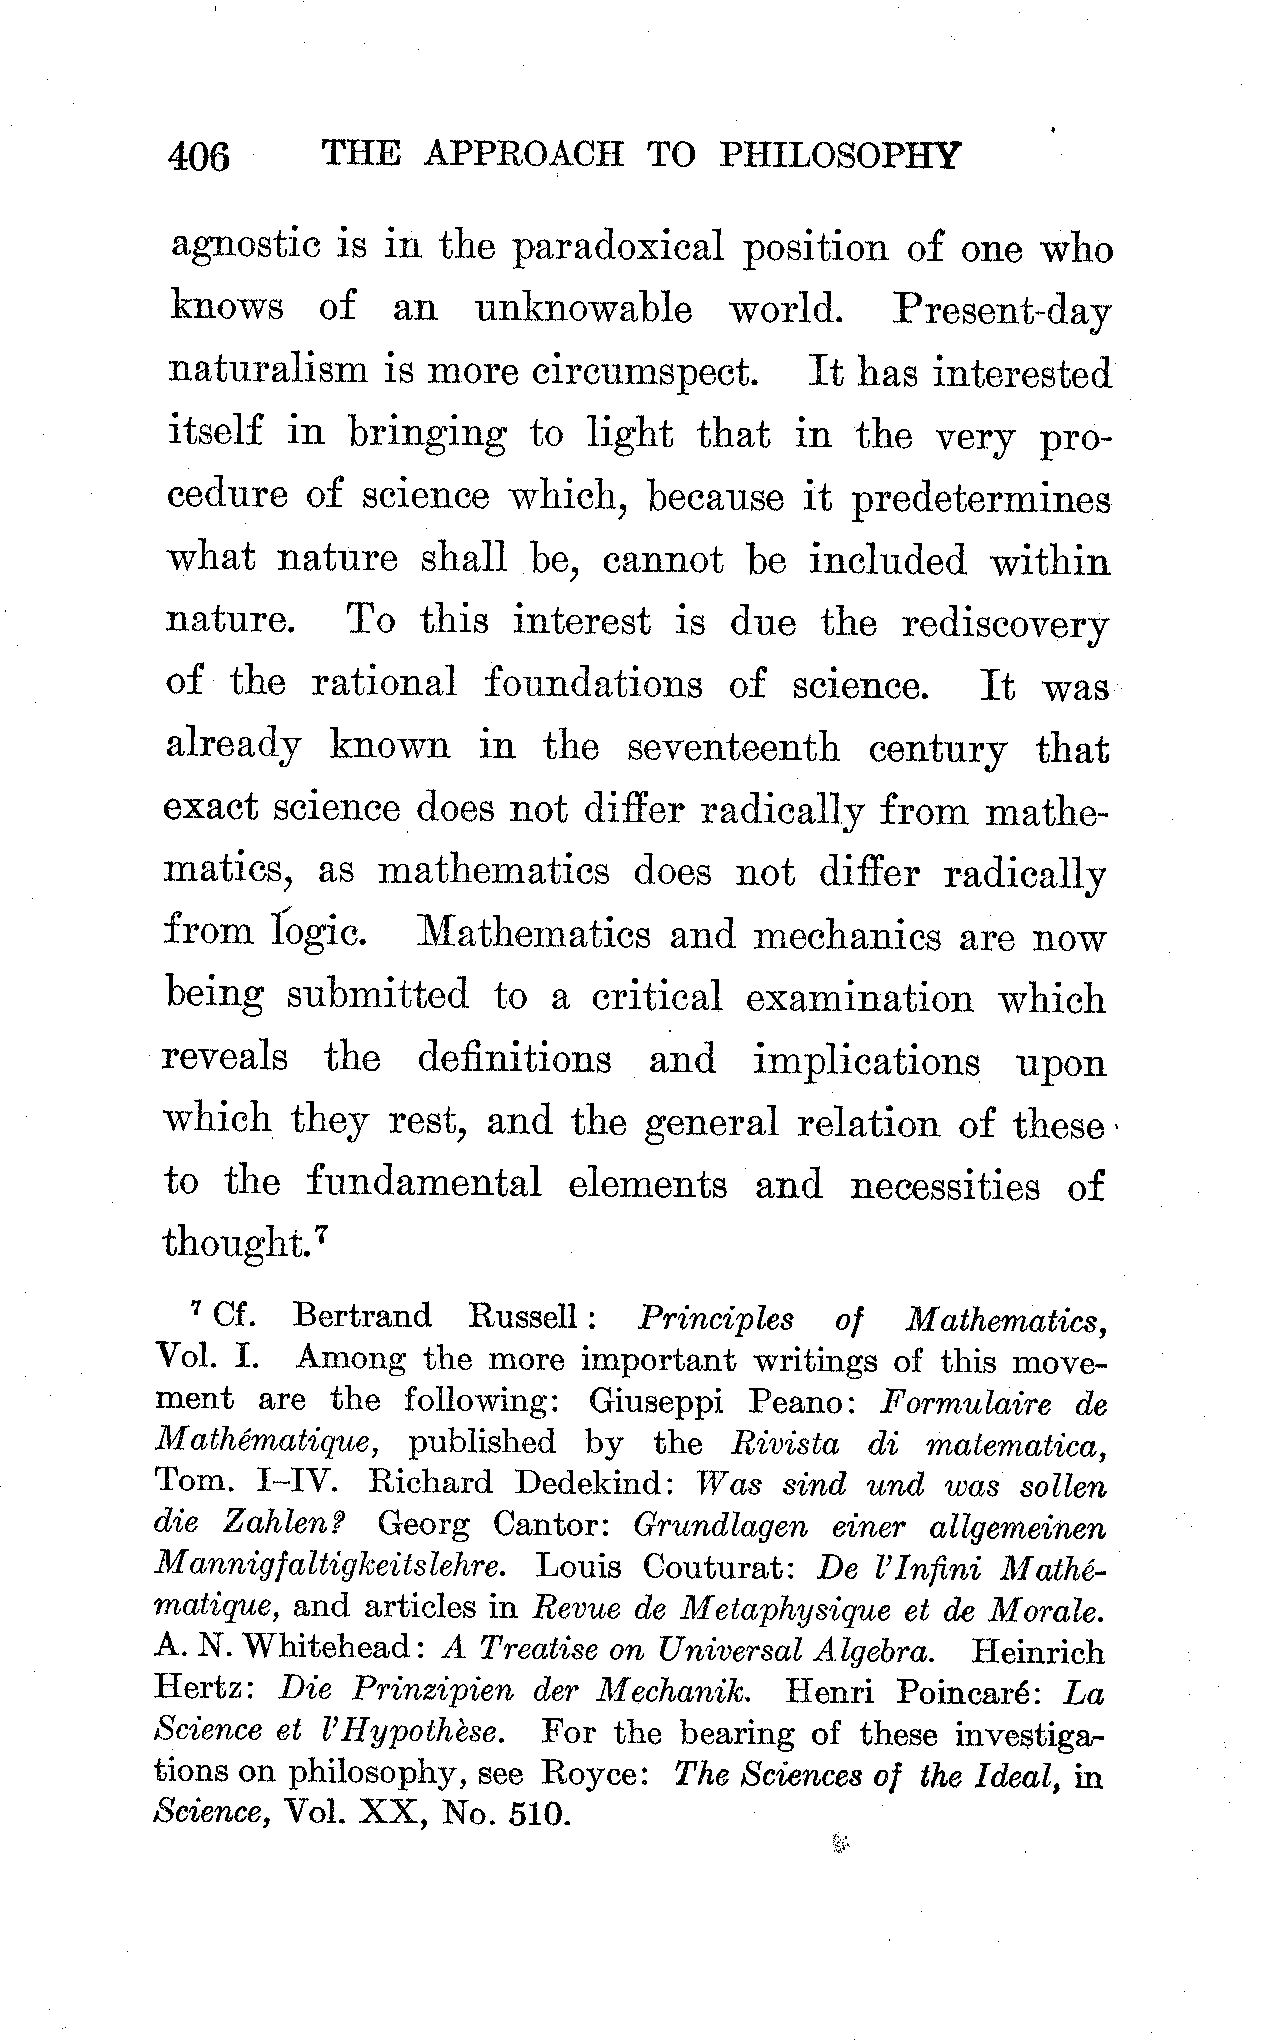 406 THE APPROACH TO PHILOSOPHY
agnostic is in the paradoxical position of one who
knows of an unknowable world. Present-day
naturalism is more circumspect. It has interested
itself in bringing to light that in the very pro-
cedure of science which, because it predetermines
what nature shall be, cannot be included within
nature. To this interest is due the rediscovery
of the rational foundations of science. It was
already known in the seventeenth century that
exact science does not differ radically from mathe-
matics, as mathematics does not differ radically
from logic. Mathematics and mechanics are now
being submitted to a critical examination which
reveals the definitions and implications upon
which they rest, and the general relation of these
to the fundamental elements and necessities of
thought.⁷
⁷ Cf. Bertrand Russell: Principles of Mathematics,
Vol. I. Among the more important writings of this move-
ment are the following: Giuseppi Peano: Formulaire de
Mathématique, published by the Rivista di matematica,
Tom. I–IV. Richard Dedekind: Was sind und was sollen
die Zahlen? Georg Cantor: Grundlagen einer allgemeinen
Mannigfaltigkeitslehre. Louis Couturat: De l'Infini Mathé-
matique, and articles in Revue de Metaphysique et de Morale.
A. N. Whitehead: A Treatise on Universal Algebra. Heinrich
Hertz: Die Prinzipien der Mechanik. Henri Poincaré: La
Science et l'Hypothèse. For the bearing of these investiga-
tions on philosophy, see Royce: The Sciences of the Ideal, in
Science, Vol. XX, No. 510.